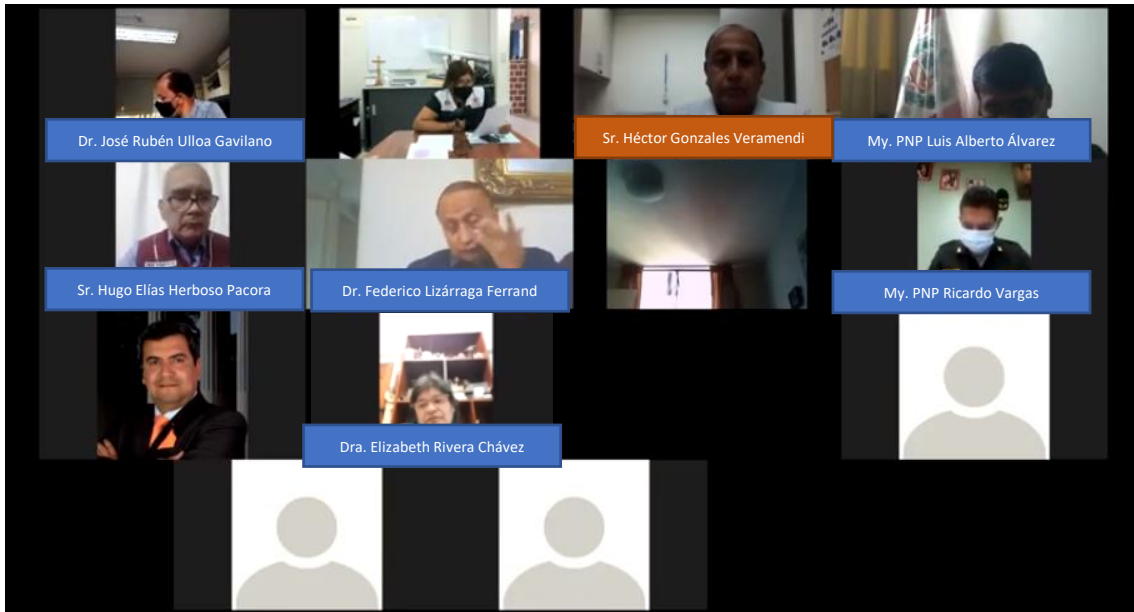 Dr. José Rubén Ulloa Gavilano
Sr. Héctor Gonzales Veramendi
My. PNP Luis Alberto Álvarez
Sr. Hugo Elías Herboso Pacora
Dr. Federico Lizárraga Ferrand
My. PNP Ricardo Vargas
Dra. Elizabeth Rivera Chávez